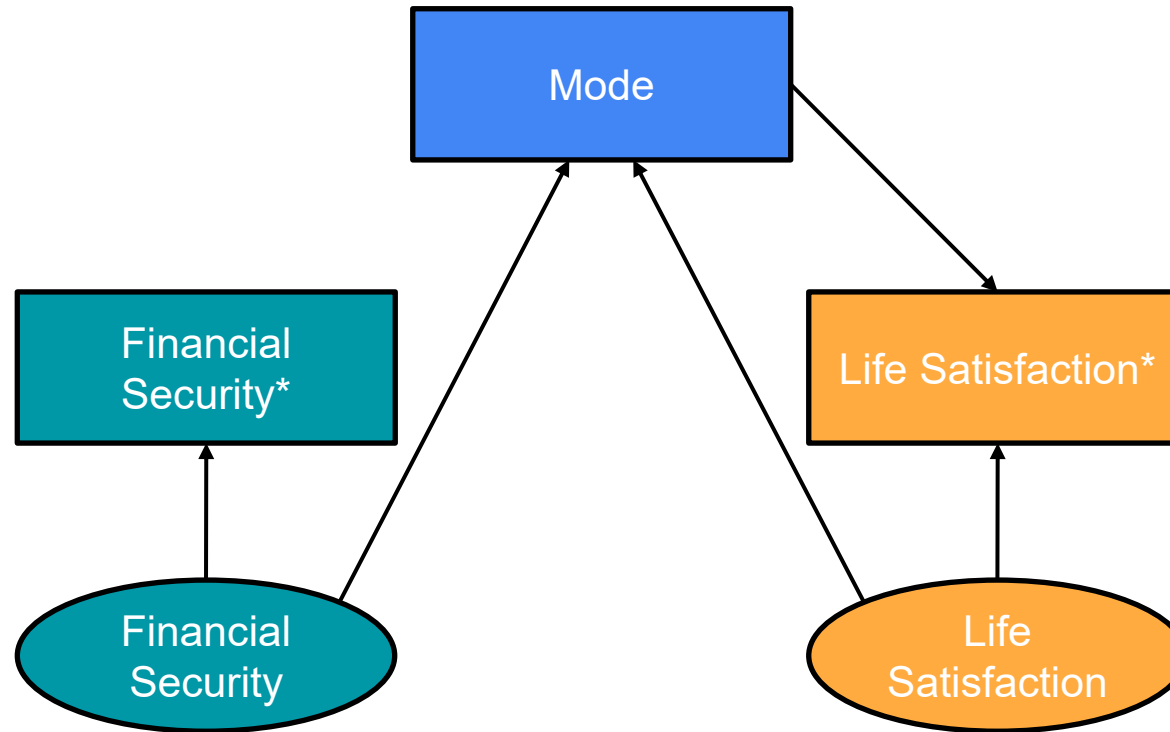 Mode
Financial
Security*
Life Satisfaction*
Financial
Security
Life
Satisfaction